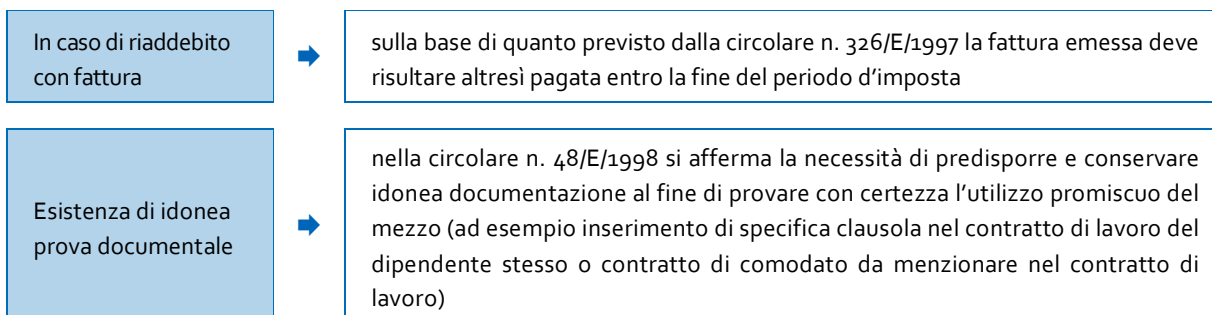 In caso di riaddebito
con fattura
sulla base di quanto previsto dalla circolare n. 326/E/1997 la fattura emessa deve
risultare altresì pagata entro la fine del periodo d'imposta
Esistenza di idonea
prova documentale
nella circolare n. 48/E/1998 si afferma la necessità di predisporre e conservare
idonea documentazione al fine di provare con certezza l'utilizzo promiscuo del
mezzo (ad esempio inserimento di specifica clausola nel contratto di lavoro del
dipendente stesso o contratto di comodato da menzionare nel contratto di
lavoro)